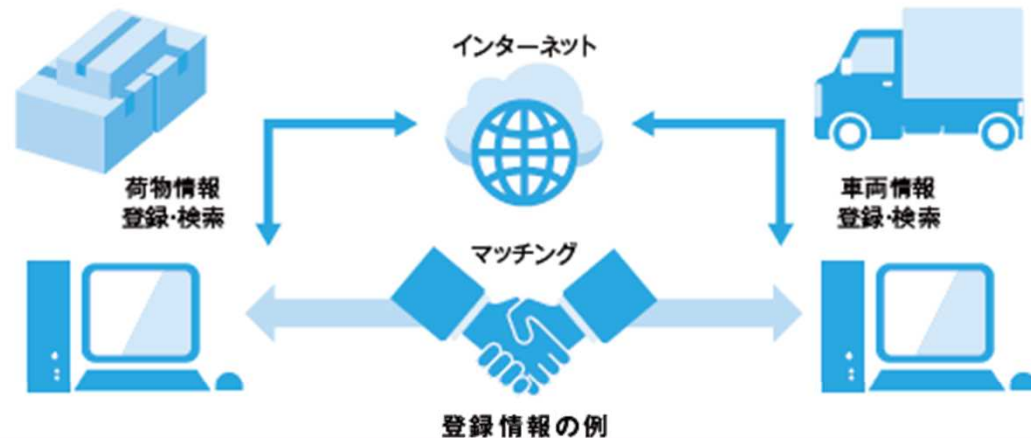 インターネット
荷物情報
登録・検索
車両情報
登録・検索
マッチング
登録情報の例